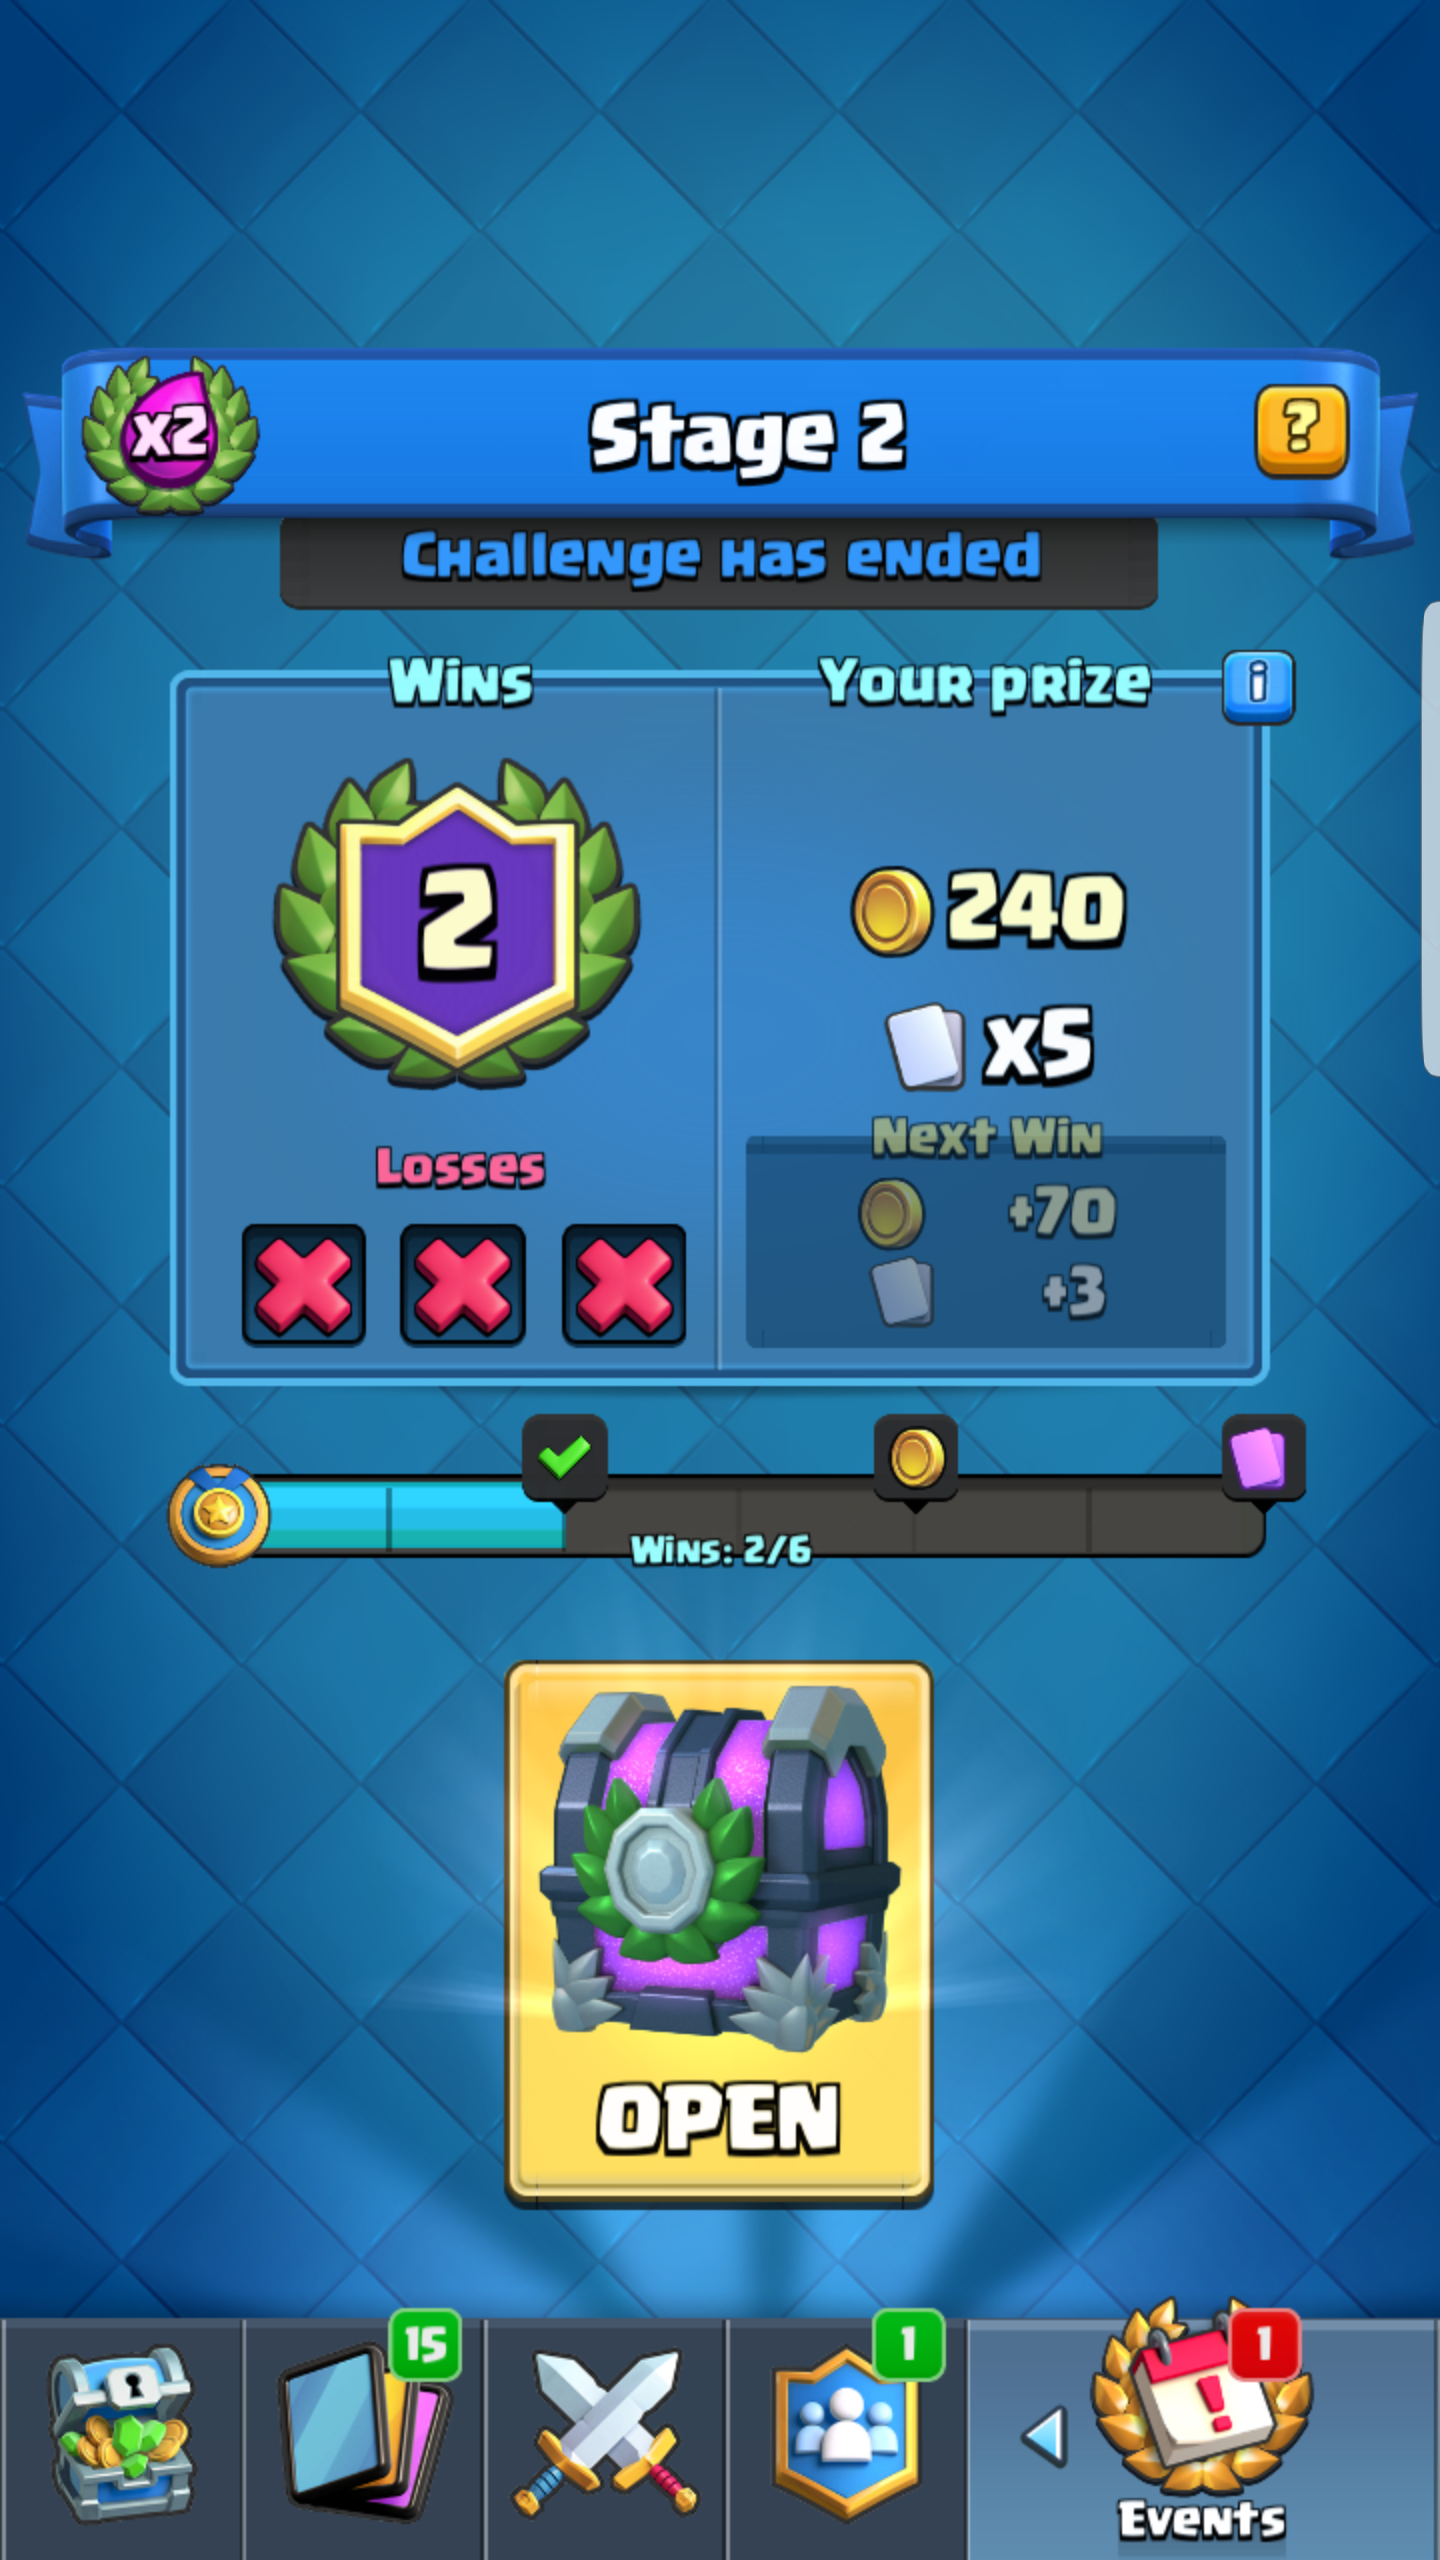 x2
Stage 2
?
Challenge has ended
Wins
Your prize
i
2
240
x5
Next Win
Losses
+70
+3
Wins: 2/6
OPEN
15
1
1
!
Events